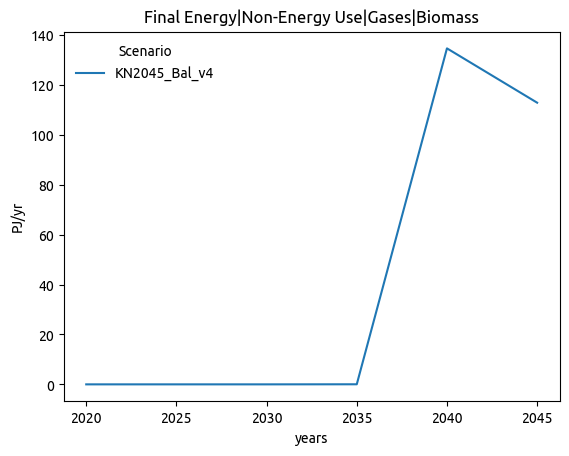 Final Energy|Non-Energy Use|Gases|Biomass
Scenario
KN2045_Bal_v4
140
120
100
80
60
40
20
0
PJ/yr
2020 2025 2030 2035 2040 2045
years